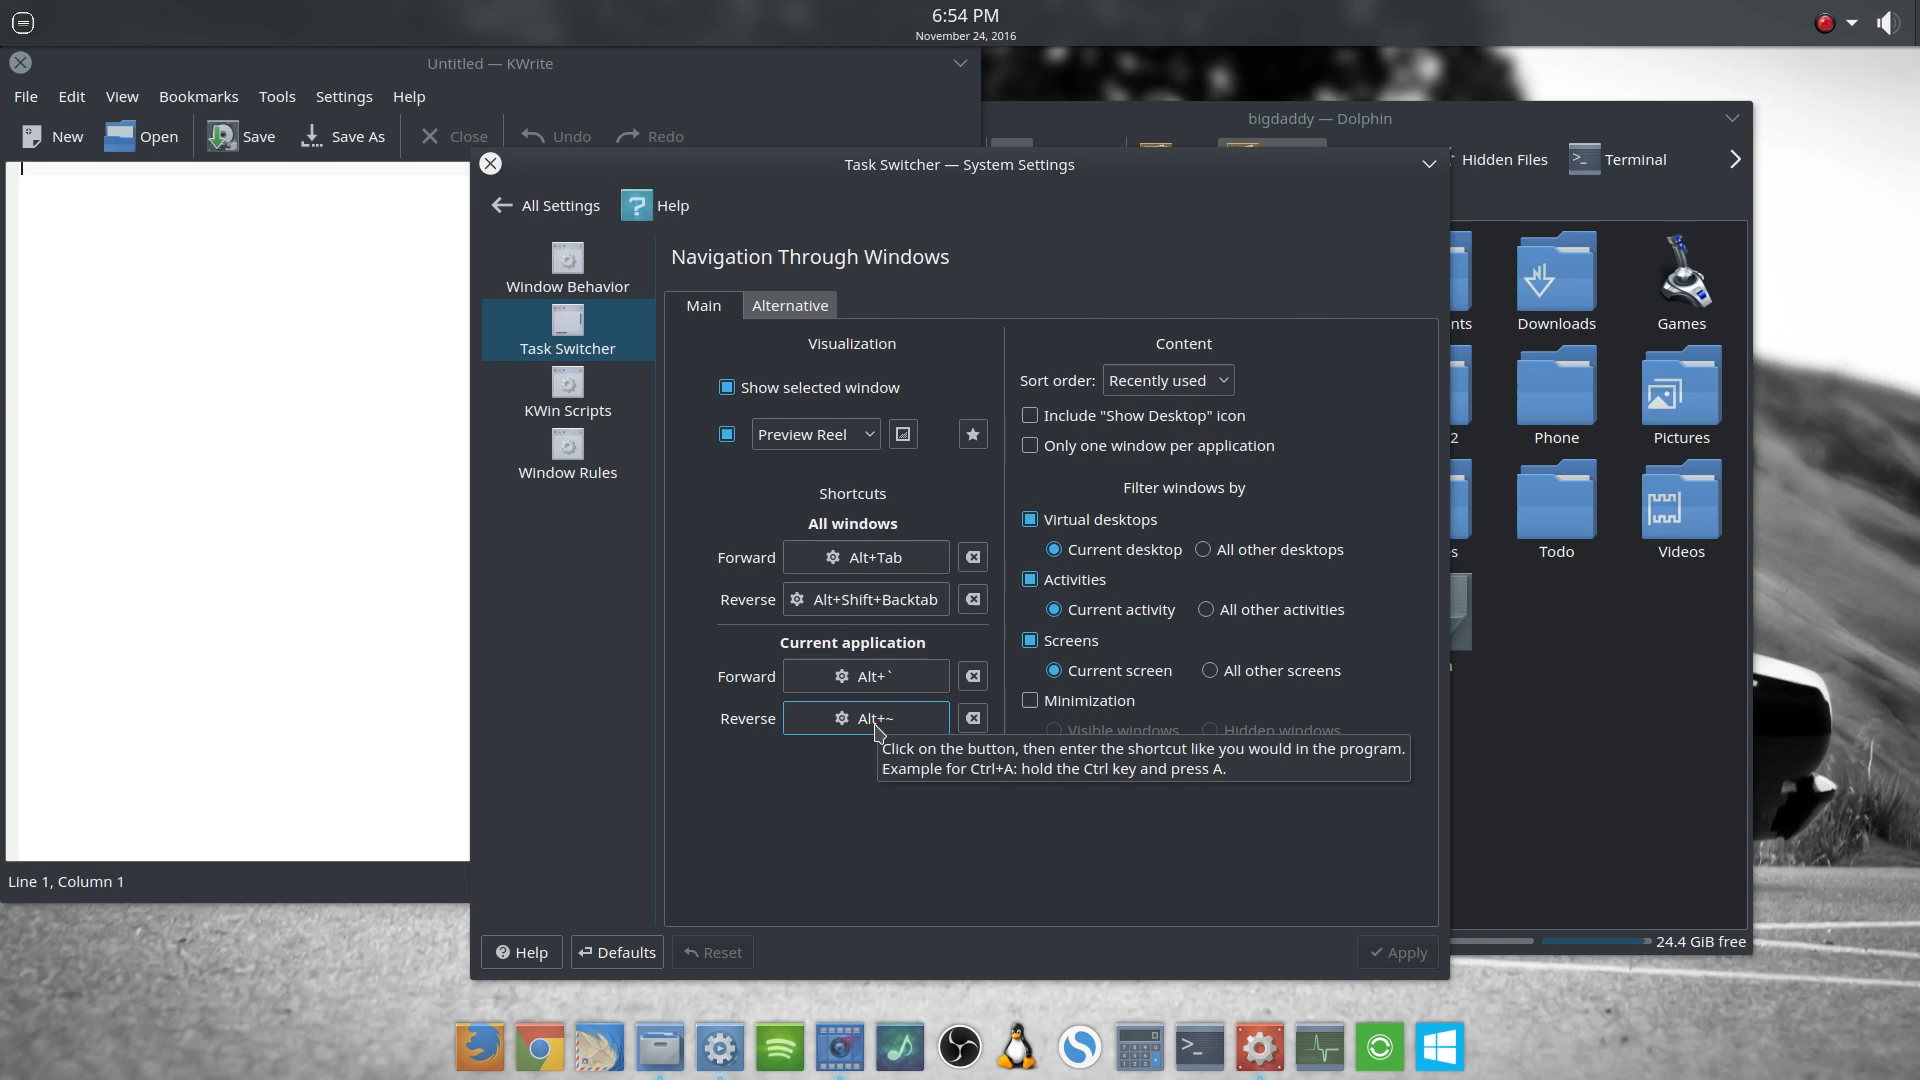 6:54 PM
November 24, 2016
Untitled — KWrite
File Edit View Bookmarks Tools Settings Help
New Open Save Save As Close Undo Redo
bigdaddy — Dolphin
Hidden Files Terminal
Task Switcher — System Settings
All Settings Help
Window Behavior
Task Switcher
KWin Scripts
Window Rules
Navigation Through Windows
Main Alternative
Visualization
Show selected window
Preview Reel
Shortcuts
All windows
Forward Alt+Tab
Reverse Alt+Shift+Backtab
Current application
Forward Alt+`
Reverse Alt+~
Content
Sort order: Recently used
Include "Show Desktop" icon
Only one window per application
Filter windows by
Virtual desktops
Current desktop All other desktops
Activities
Current activity All other activities
Screens
Current screen All other screens
Minimization
Visible windows Hidden windows
Click on the button, then enter the shortcut like you would in the program.
Example for Ctrl+A: hold the Ctrl key and press A.
Help Defaults Reset Apply
nts Downloads Games
2 Phone Pictures
s Todo Videos
24.4 GiB free
Line 1, Column 1